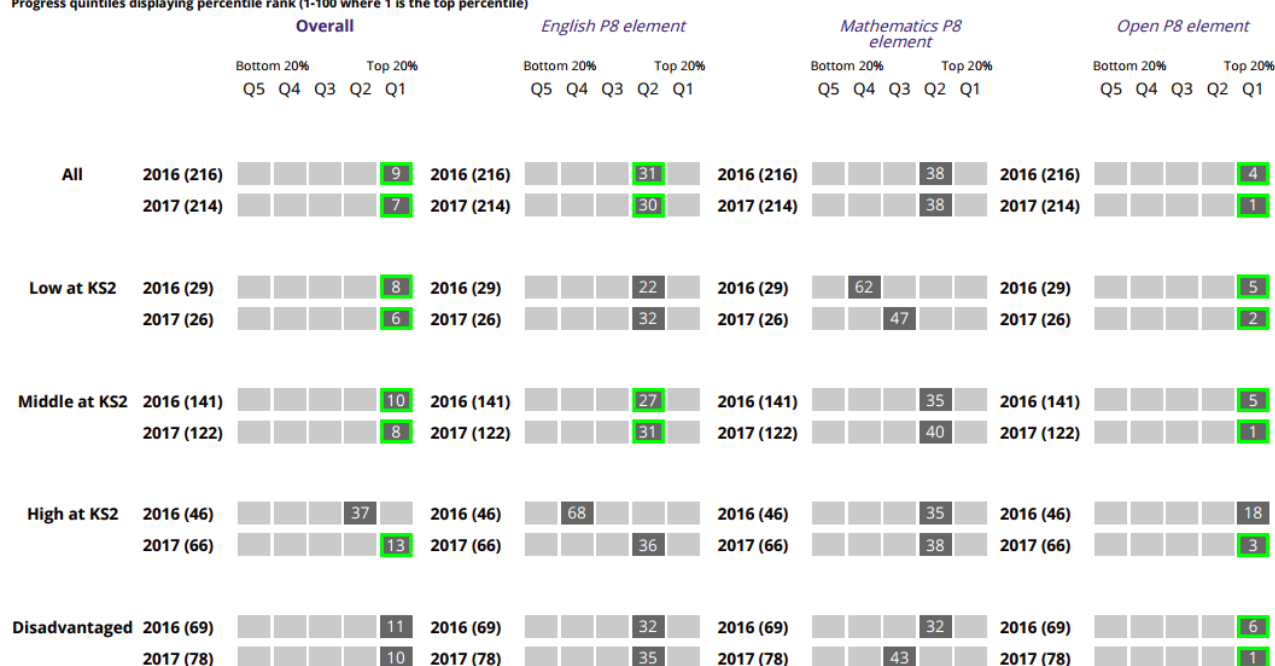 Progress quintiles displaying percentile rank (1-100 where 1 is the top percentile)
Overall English P8 element Mathematics P8 element Open P8 element
Bottom 20% Top 20% Bottom 20% Top 20% Bottom 20% Top 20% Bottom 20% Top 20%
Q5 Q4 Q3 Q2 Q1 Q5 Q4 Q3 Q2 Q1 Q5 Q4 Q3 Q2 Q1 Q5 Q4 Q3 Q2 Q1
All 2016 (216) 9 2016 (216) 31 2016 (216) 38 2016 (216) 4
2017 (214) 7 2017 (214) 30 2017 (214) 38 2017 (214) 1
Low at KS2 2016 (29) 8 2016 (29) 22 2016 (29) 62 2016 (29) 5
2017 (26) 6 2017 (26) 32 2017 (26) 47 2017 (26) 2
Middle at KS2 2016 (141) 10 2016 (141) 27 2016 (141) 35 2016 (141) 5
2017 (122) 8 2017 (122) 31 2017 (122) 40 2017 (122) 1
High at KS2 2016 (46) 37 2016 (46) 68 2016 (46) 35 2016 (46) 18
2017 (66) 13 2017 (66) 36 2017 (66) 38 2017 (66) 3
Disadvantaged 2016 (69) 11 2016 (69) 32 2016 (69) 32 2016 (69) 6
2017 (78) 10 2017 (78) 35 2017 (78) 43 2017 (78) 1